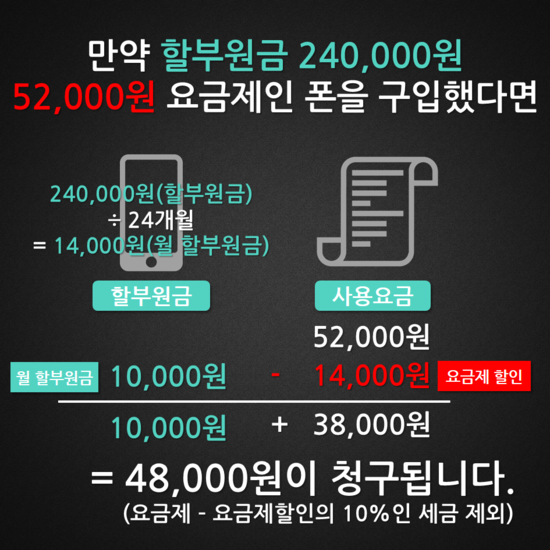 만약 할부원금 240,000원
52,000원 요금제인 폰을 구입했다면
240,000원(할부원금)
÷ 24개월
= 14,000원(월 할부원금)
할부원금
사용요금
52,000원
월 할부원금 10,000원 - 14,000원 요금제 할인
10,000원 + 38,000원
= 48,000원이 청구됩니다.
(요금제 - 요금제할인의 10%인 세금 제외)